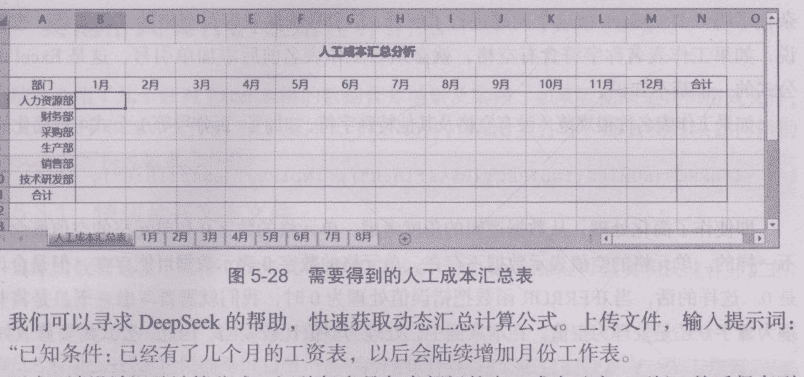 A B C D E F G H I J K L M N O
人工成本汇总分析
部门 1月 2月 3月 4月 5月 6月 7月 8月 9月 10月 11月 12月 合计
人力资源部
财务部
采购部
生产部
销售部
技术研发部
合计
人工成本汇总表 1月 2月 3月 4月 5月 6月 7月 8月
图 5-28 需要得到的人工成本汇总表
我们可以寻求 DeepSeek 的帮助，快速获取动态汇总计算公式。上传文件，输入提示词：
“已知条件：已经有了几个月的工资表，以后会陆续增加月份工作表。